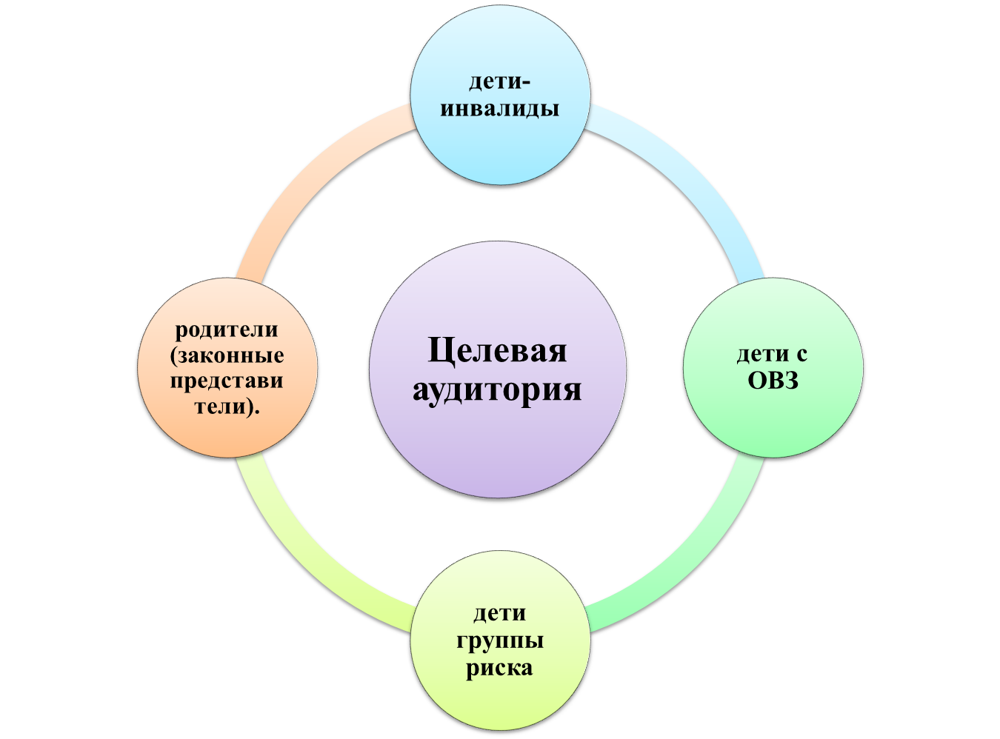 дети-
инвалиды
родители
(законные
представи
тели).
Целевая
аудитория
дети с
ОВЗ
дети
группы
риска